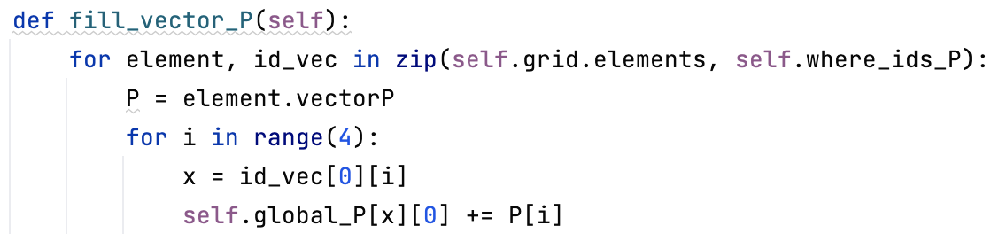 def fill_vector_P(self):
    for element, id_vec in zip(self.grid.elements, self.where_ids_P):
        P = element.vectorP
        for i in range(4):
            x = id_vec[0][i]
            self.global_P[x][0] += P[i]